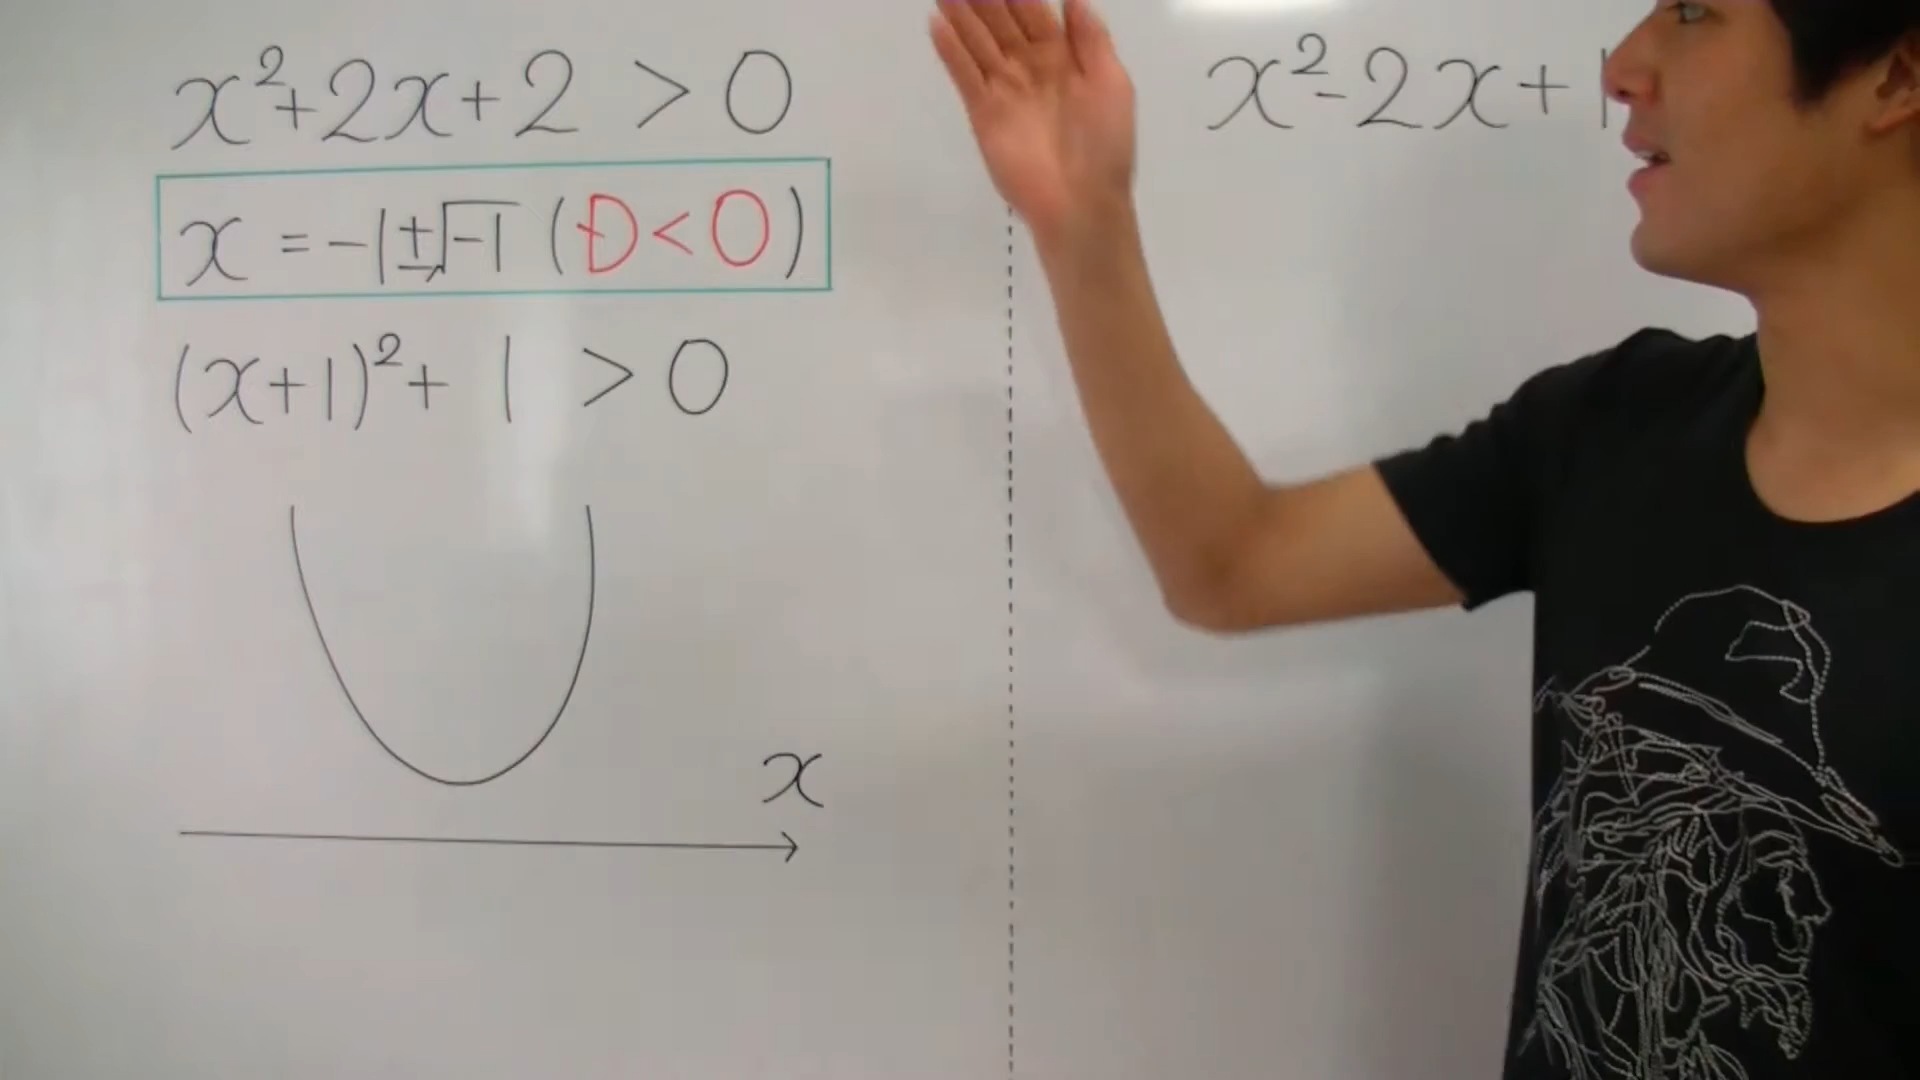 x²+2x+2 > 0
x = -1±√-1 (D<0)
(x+1)²+ 1 > 0
x
x²-2x+